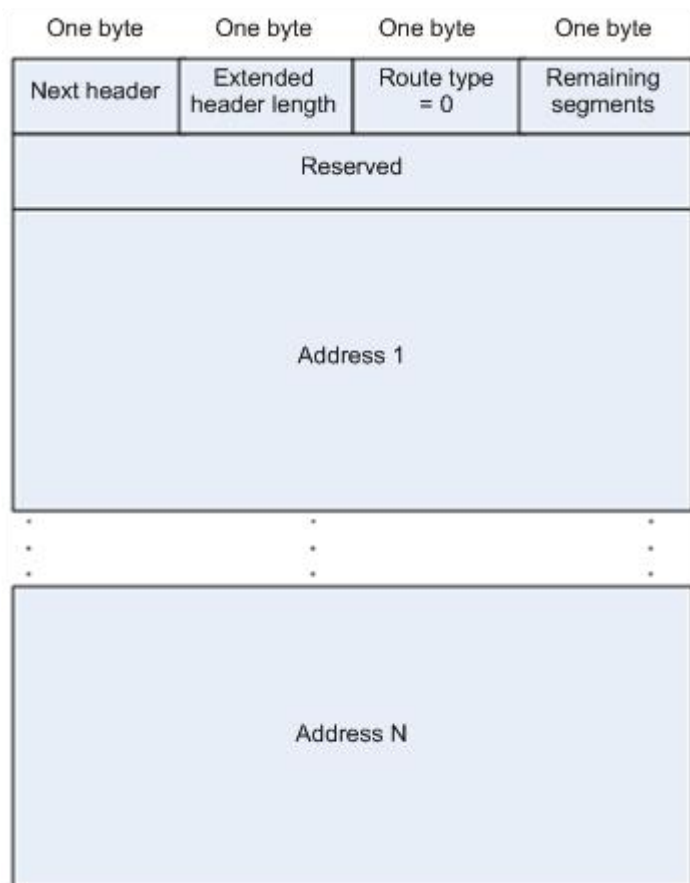 One byte One byte One byte One byte
Next header
Extended
header length
Route type
= 0
Remaining
segments
Reserved
Address 1
Address N